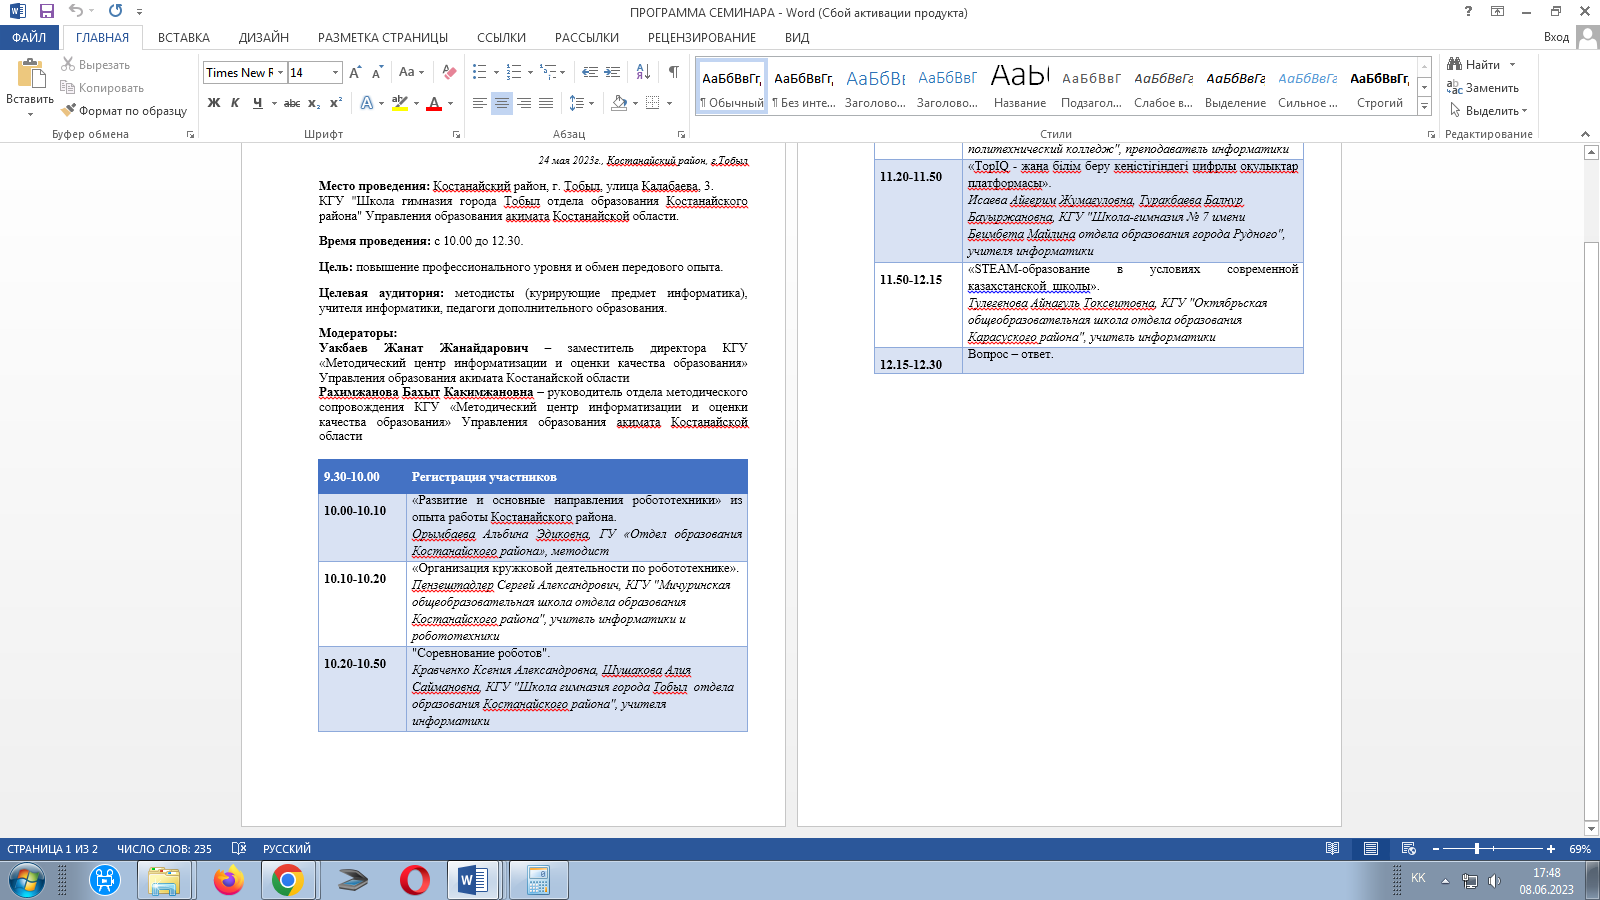 ПРОГРАММА СЕМИНАРА - Word (Сбой активации продукта)
ФАЙЛ
ГЛАВНАЯ
ВСТАВКА
ДИЗАЙН
РАЗМЕТКА СТРАНИЦЫ
ССЫЛКИ
РАССЫЛКИ
РЕЦЕНЗИРОВАНИЕ
ВИД
Вход
Вставить
Вырезать
Копировать
Формат по образцу
Буфер обмена
Times New R
14
Шрифт
Абзац
АаБбВвГг,
¶ Обычный
АаБбВвГг,
¶ Без инте...
АаБбВв
Заголово...
АаБбВвГ
Заголово...
АаБ
Название
АаБбВвГ
Подзагол...
АаБбВвГг
Слабое в...
АаБбВвГг
Выделение
АаБбВвГг
Сильное ...
АаБбВвГг,
Строгий
Стили
Найти
Заменить
Выделить
Редактирование
24 мая 2023г., Костанайский район, г.Тобыл
Место проведения: Костанайский район, г. Тобыл, улица Калабаева, 3.
КГУ "Школа гимназия города Тобыл отдела образования Костанайского
района" Управления образования акимата Костанайской области.
Время проведения: с 10.00 до 12.30.
Цель: повышение профессионального уровня и обмен передового опыта.
Целевая аудитория: методисты (курирующие предмет информатика),
учителя информатики, педагоги дополнительного образования.
Модераторы:
Уакбаев Жанат Жанайдарович – заместитель директора КГУ
«Методический центр информатизации и оценки качества образования»
Управления образования акимата Костанайской области
Рахимжанова Бахыт Какимжановна – руководитель отдела методического
сопровождения КГУ «Методический центр информатизации и оценки
качества образования» Управления образования акимата Костанайской
области
9.30-10.00 Регистрация участников
10.00-10.10
«Развитие и основные направления робототехники» из
опыта работы Костанайского района.
Орымбаева Альбина Эдиковна, ГУ «Отдел образования
Костанайского района», методист
10.10-10.20
«Организация кружковой деятельности по робототехнике».
Пензештадлер Сергей Александрович, КГУ "Мичуринская
общеобразовательная школа отдела образования
Костанайского района", учитель информатики и
робототехники
10.20-10.50
"Соревнование роботов".
Кравченко Ксения Александровна, Шушакова Алия
Саймановна, КГУ "Школа гимназия города Тобыл отдела
образования Костанайского района", учителя
информатики
политехнический колледж", преподаватель информатики
11.20-11.50
«TopIQ - жаңа білім беру кеңістігіндегі цифрлы оқулықтар
платформасы».
Исаева Айгерим Жумагуловна, Туракбаева Балнур
Бауыржановна, КГУ "Школа-гимназия № 7 имени
Беимбета Майлина отдела образования города Рудного",
учителя информатики
11.50-12.15
«STEAM-образование в условиях современной
казахстанской школы».
Тулегенова Айнагуль Токсеитовна, КГУ "Октябрьская
общеобразовательная школа отдела образования
Карасуского района", учитель информатики
12.15-12.30
Вопрос – ответ.
СТРАНИЦА 1 ИЗ 2
ЧИСЛО СЛОВ: 235
РУССКИЙ
69%
KK
17:48
08.06.2023